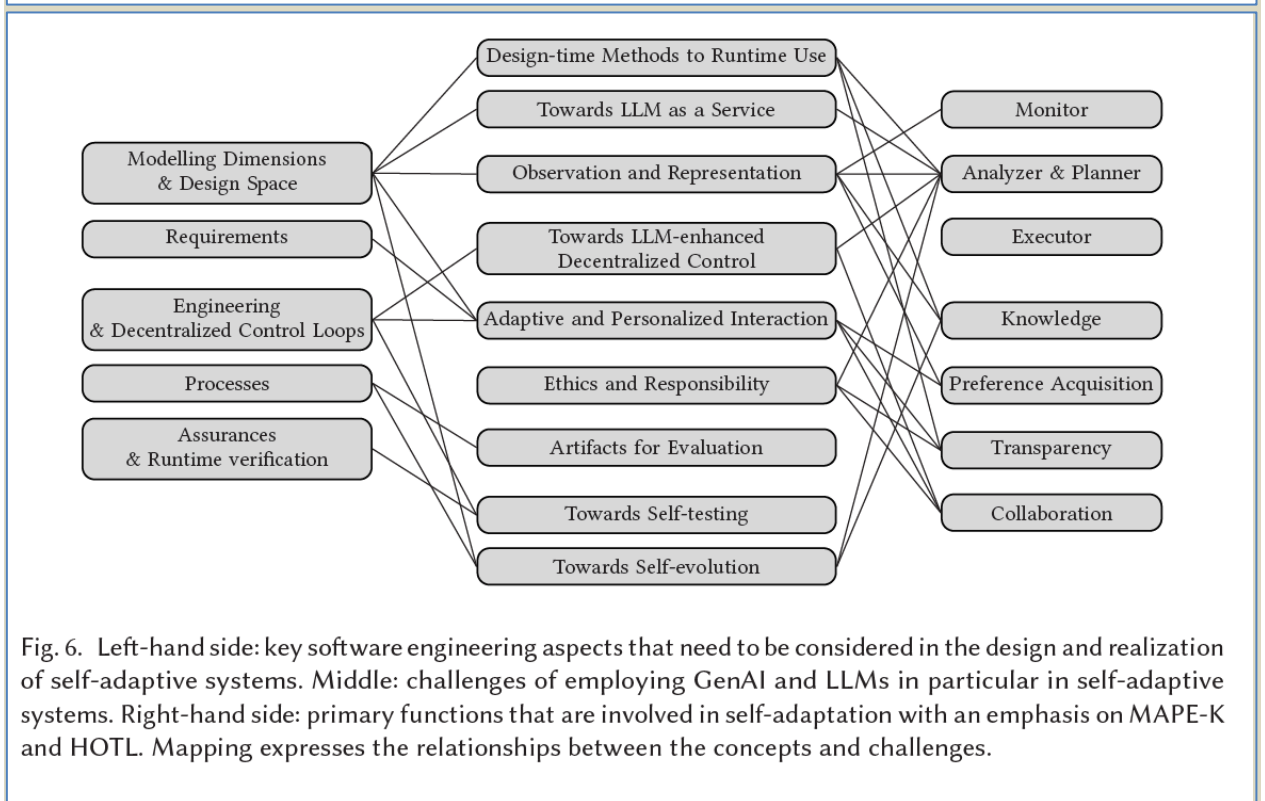 Modelling Dimensions
& Design Space
Requirements
Engineering
& Decentralized Control Loops
Processes
Assurances
& Runtime verification
Design-time Methods to Runtime Use
Towards LLM as a Service
Observation and Representation
Towards LLM-enhanced
Decentralized Control
Adaptive and Personalized Interaction
Ethics and Responsibility
Artifacts for Evaluation
Towards Self-testing
Towards Self-evolution
Monitor
Analyzer & Planner
Executor
Knowledge
Preference Acquisition
Transparency
Collaboration
Fig. 6. Left-hand side: key software engineering aspects that need to be considered in the design and realization
of self-adaptive systems. Middle: challenges of employing GenAI and LLMs in particular in self-adaptive
systems. Right-hand side: primary functions that are involved in self-adaptation with an emphasis on MAPE-K
and HOTL. Mapping expresses the relationships between the concepts and challenges.